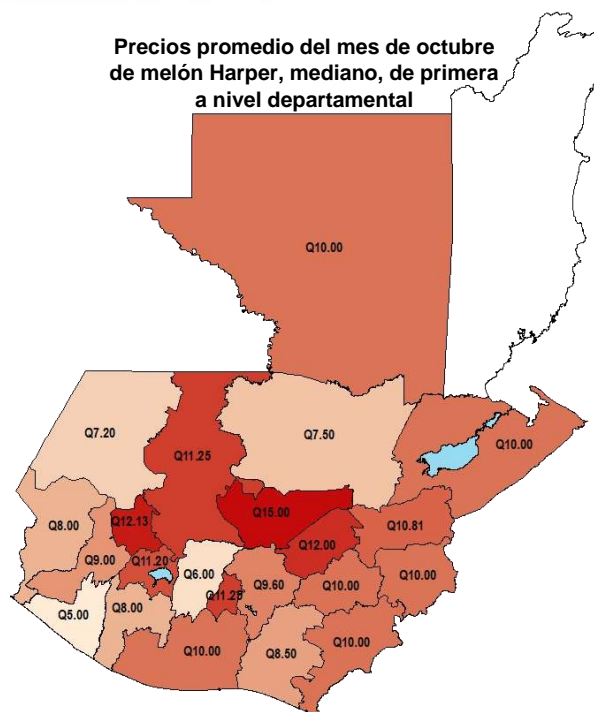 Precios promedio del mes de octubre
de melón Harper, mediano, de primera
a nivel departamental
Q10.00
Q7.20
Q7.50
Q10.00
Q11.25
Q15.00
Q10.81
Q8.00
Q12.13
Q12.00
Q9.00
Q11.20
Q6.00
Q9.60
Q10.00
Q10.00
Q11.25
Q5.00
Q8.00
Q10.00
Q10.00
Q8.50